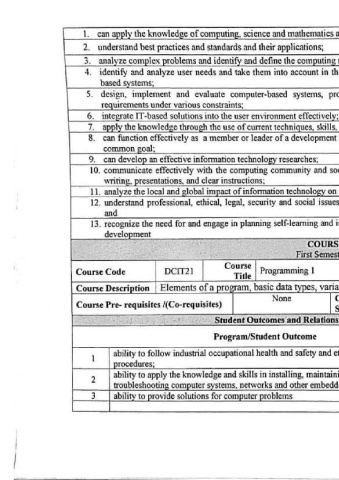 1. can apply the knowledge of computing, science and mathematics a
2. understand best practices and standards and their applications;
3. analyze complex problems and identify and define the computing
4. identify and analyze user needs and take them into account in th
based systems;
5. design, implement and evaluate computer-based systems, pro
requirements under various constraints;
6. integrate IT-based solutions into the user environment effectively;
7. apply the knowledge through the use of current techniques, skills,
8. can function effectively as a member or leader of a development
common goal;
9. can develop an effective information technology researches;
10. communicate effectively with the computing community and so
writing, presentations, and clear instructions;
11. analyze the local and global impact of information technology on
12. understand professional, ethical, legal, security and social issues
and
13. recognize the need for and engage in planning self-learning and i
development
COURS
First Semest
Course Code DCIT21 Course Title Programming 1
Course Description Elements of a program, basic data types, varia
Course Pre- requisites /(Co-requisites) None C
S
Student Outcomes and Relations
Program/Student Outcome
1 ability to follow industrial occupational health and safety and et
procedures;
2 ability to apply the knowledge and skills in installing, maintaini
troubleshooting computer systems, networks and other embedd
3 ability to provide solutions for computer problems